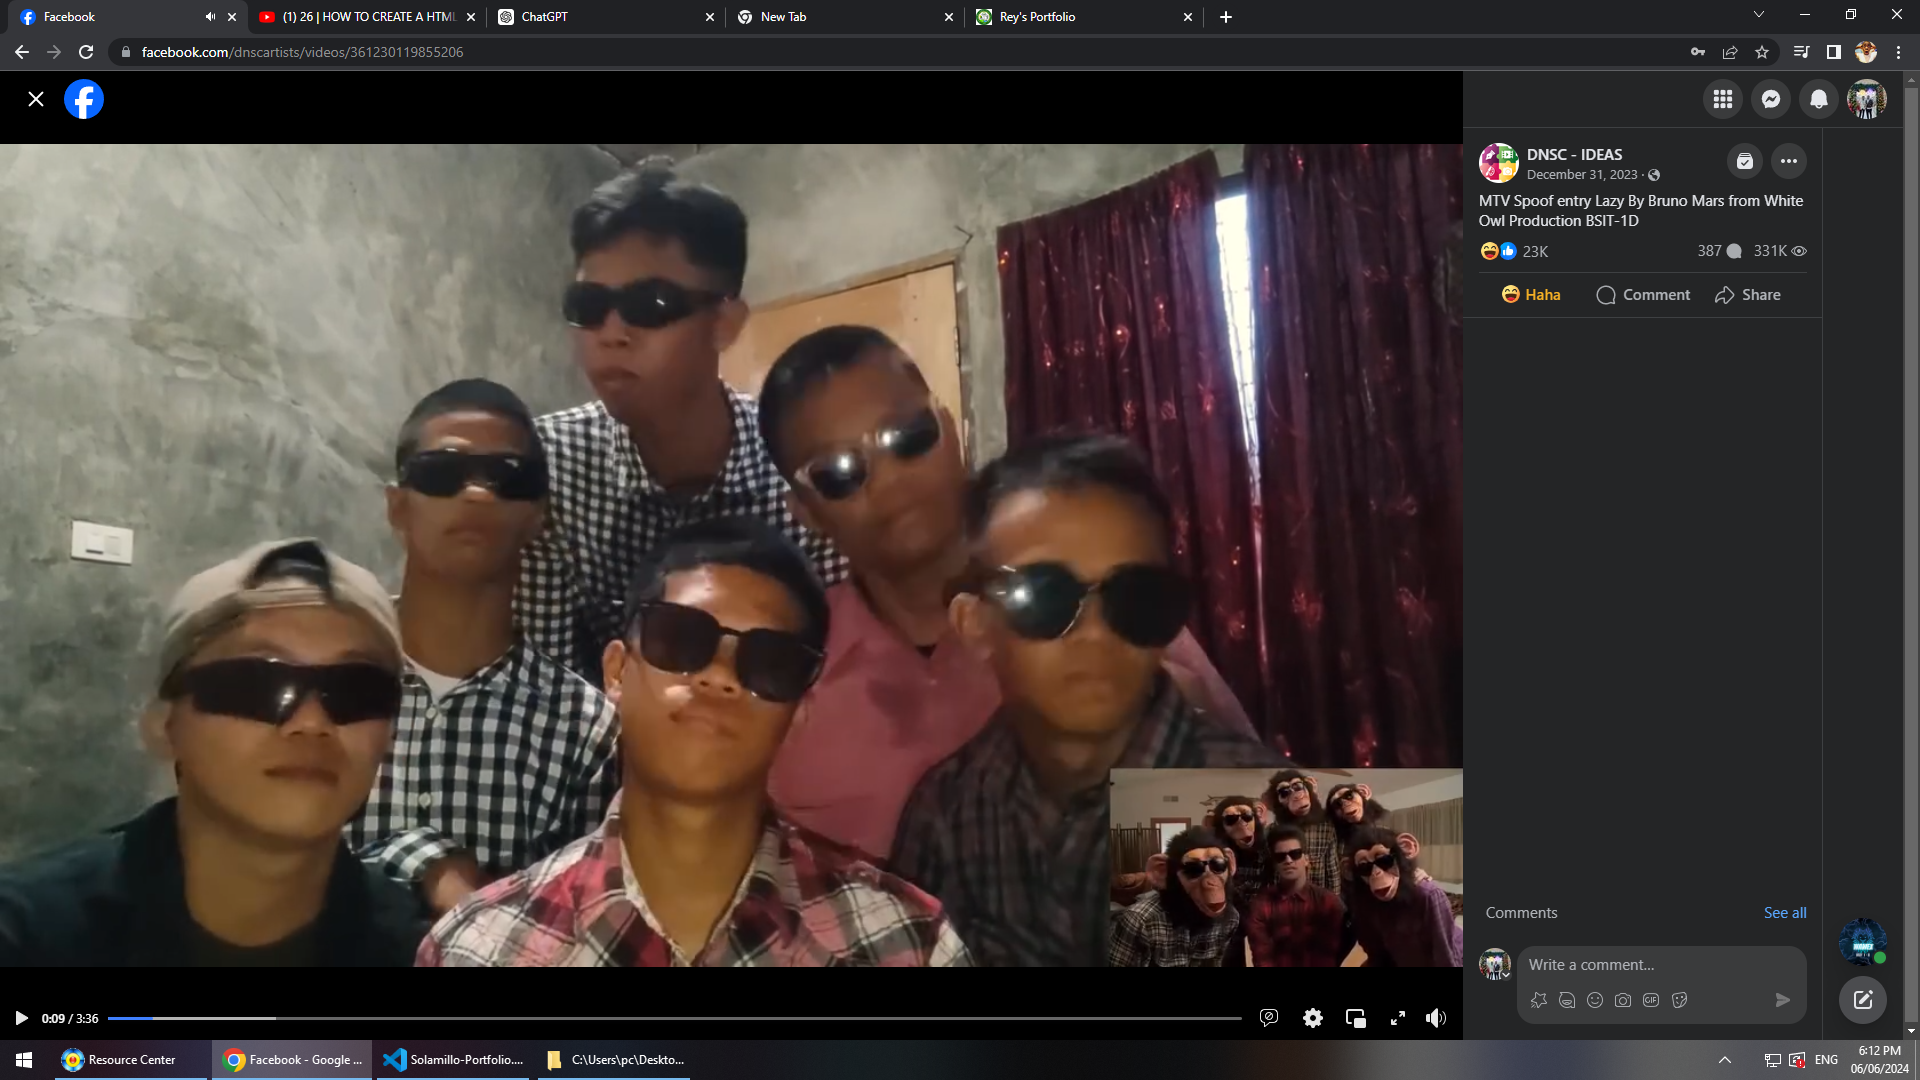 Facebook
(1) 26 | HOW TO CREATE A HTML
ChatGPT
New Tab
Rey's Portfolio
facebook.com/dnscartists/videos/361230119855206
DNSC - IDEAS
December 31, 2023 ·
MTV Spoof entry Lazy By Bruno Mars from White
Owl Production BSIT-1D
23K
387
331K
Haha
Comment
Share
Comments
See all
Write a comment...
GIF
0:09 / 3:36
Resource Center
Facebook - Google ...
Solamillo-Portfolio....
C:\Users\pc\Deskto...
ENG
6:12 PM
06/06/2024